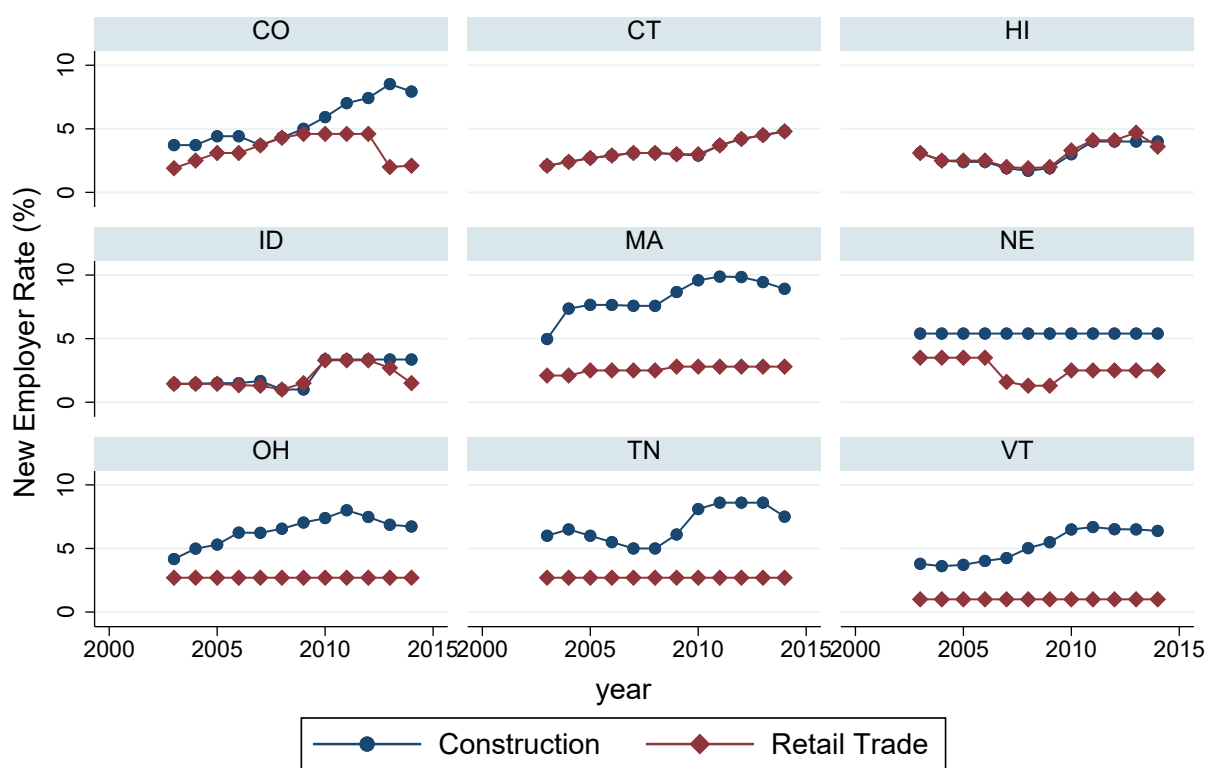 CO CT HI
10
5
0
ID MA NE
10
5
0
OH TN VT
10
5
0
New Employer Rate (%)
2000 2005 2010 2015 2000 2005 2010 2015 2000 2005 2010 2015
year
Construction Retail Trade